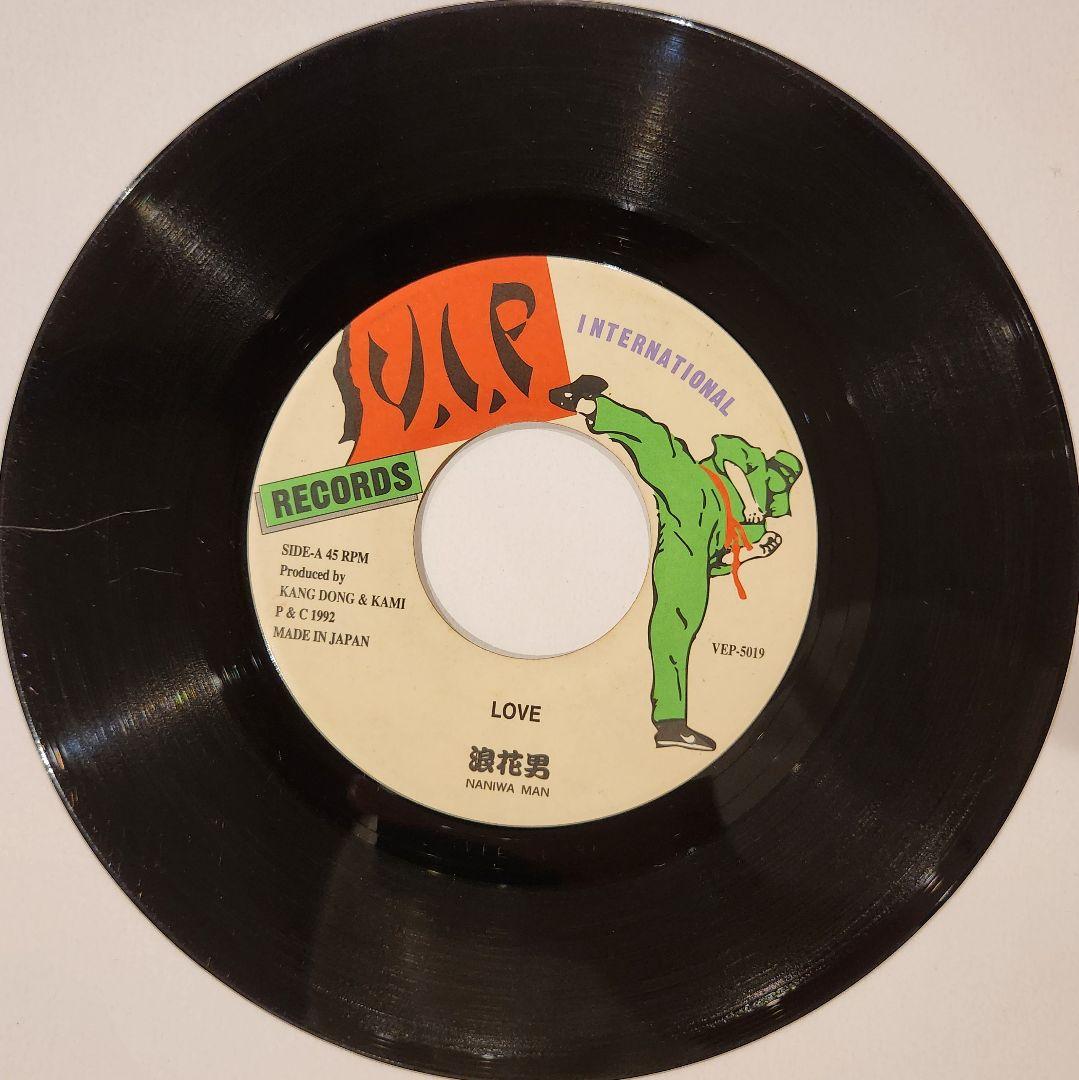 V.I.P
INTERNATIONAL
RECORDS
SIDE-A 45 RPM
Produced by
KANG DONG & KAMI
P & C 1992
MADE IN JAPAN
VEP-5019
LOVE
浪花男
NANIWA MAN